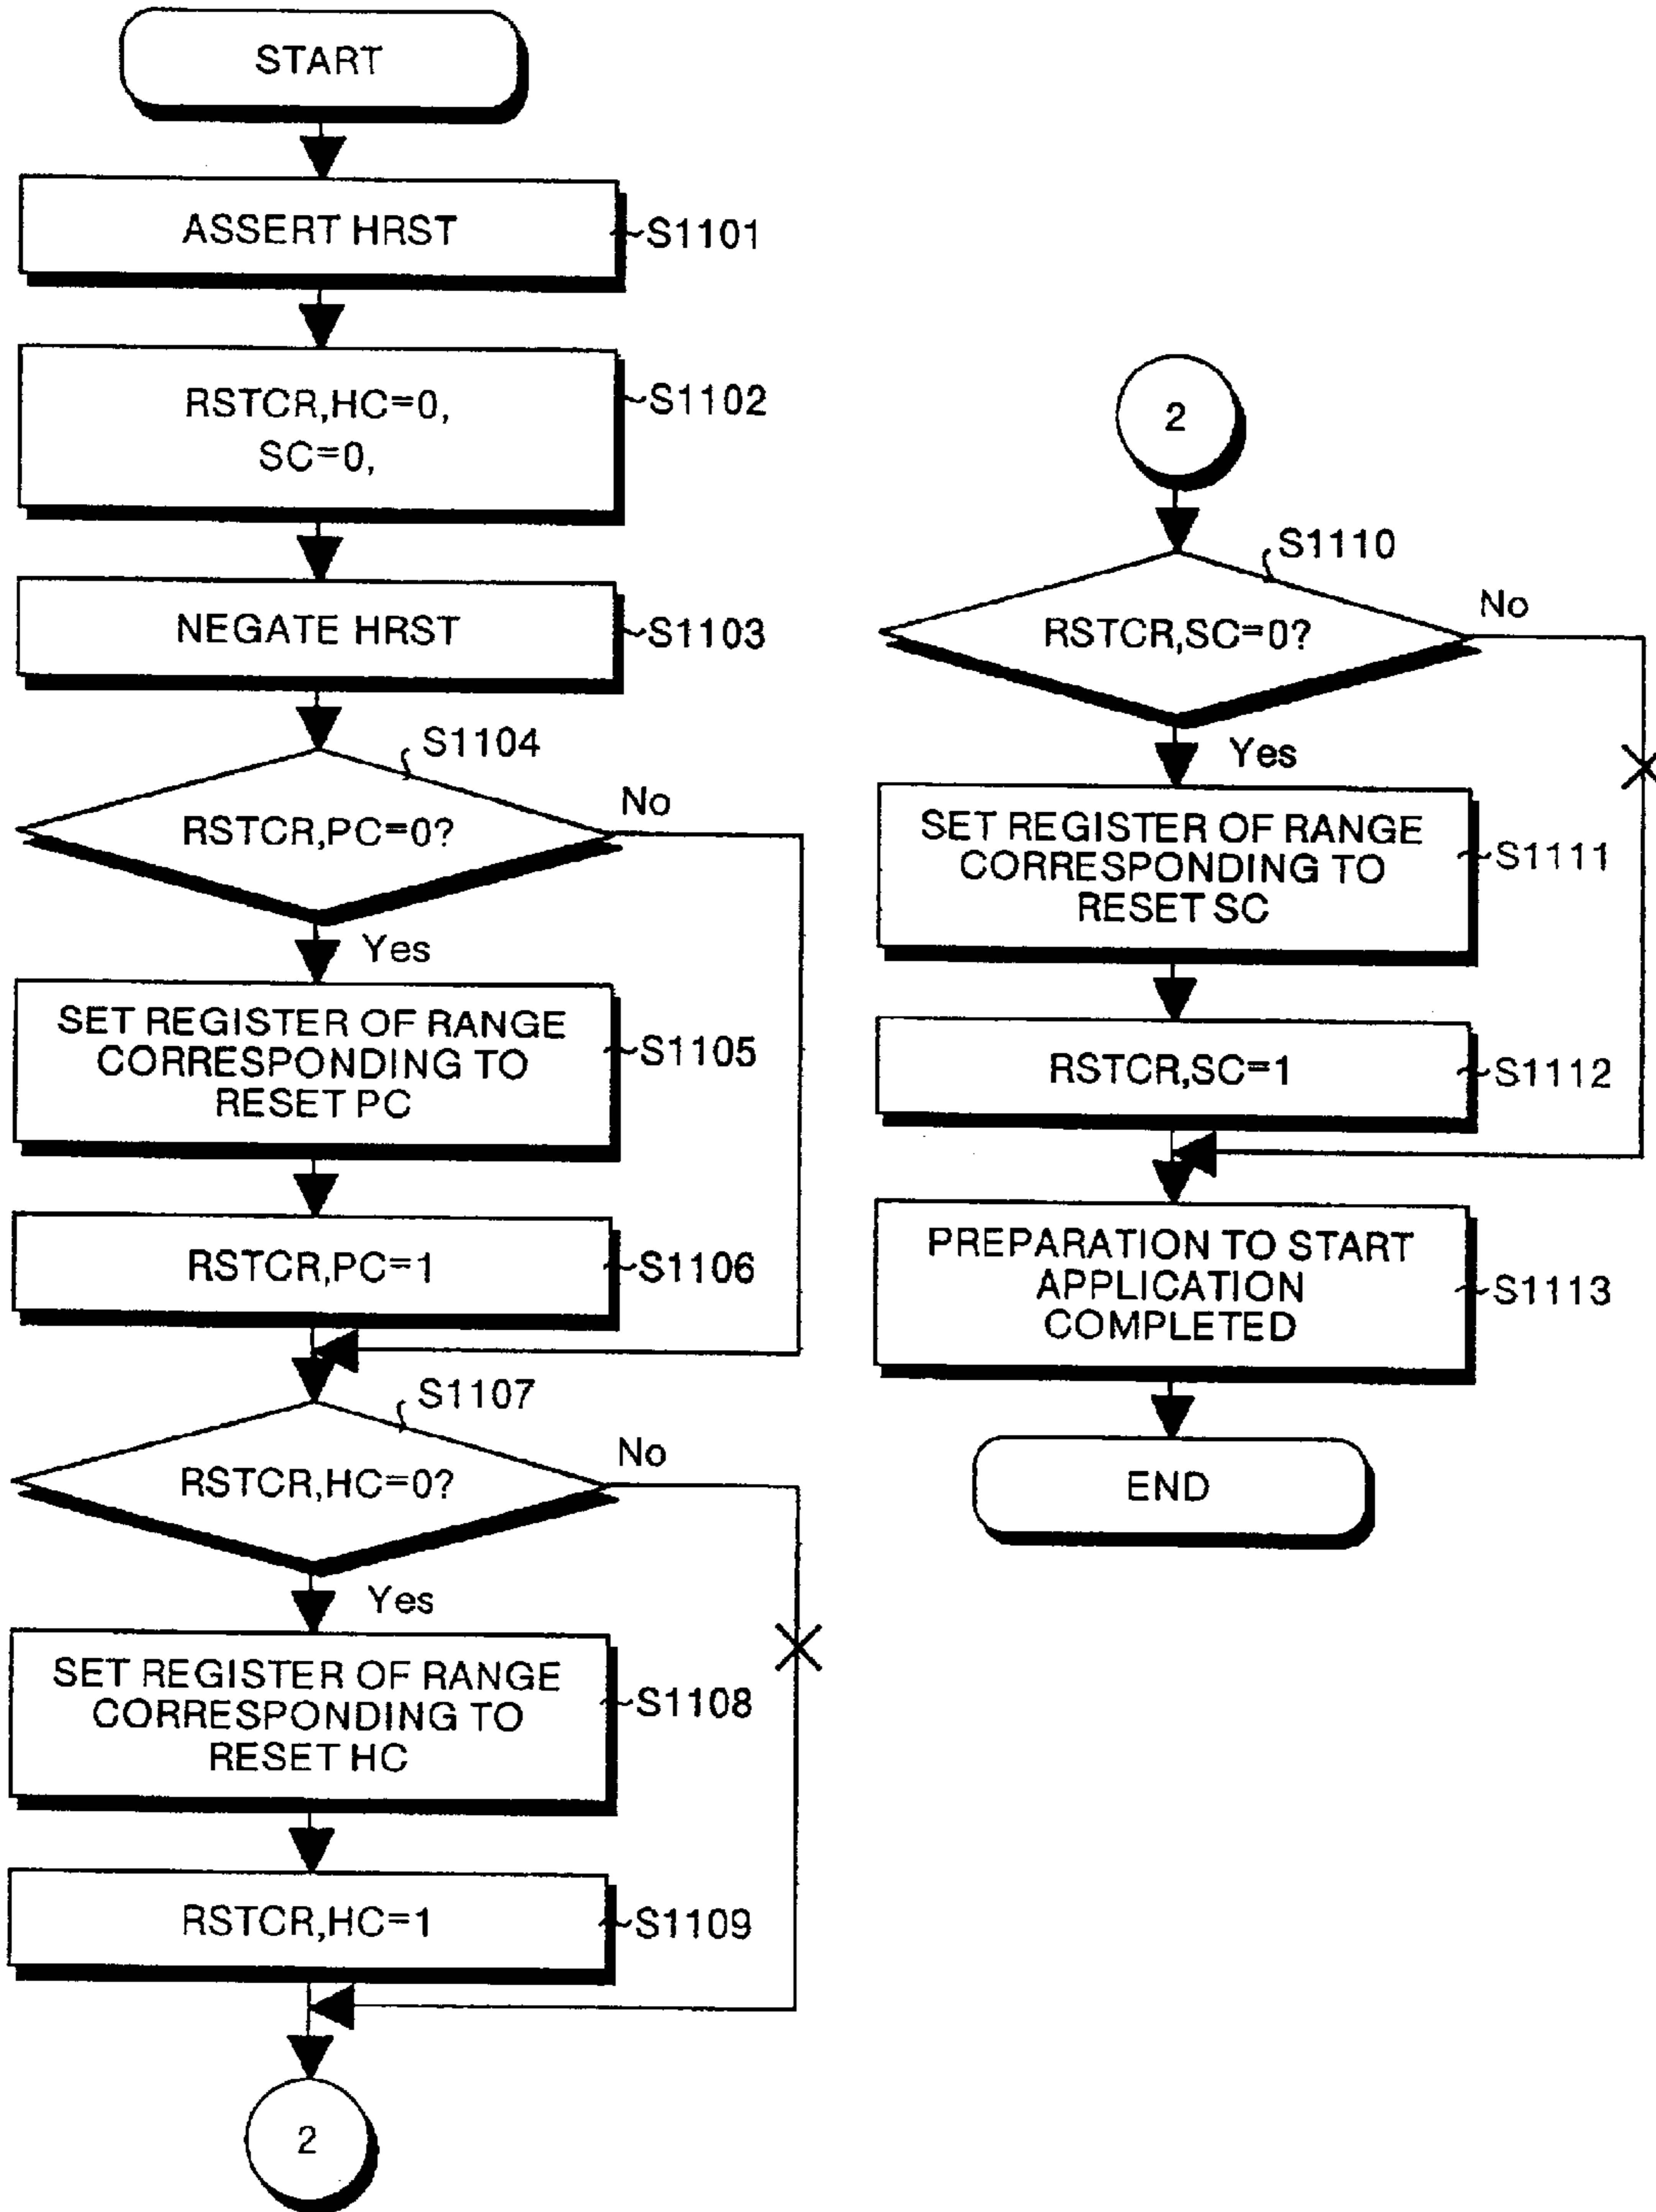 START
ASSERT HRST
S1101
RSTCR,HC=0,
SC=0,
S1102
NEGATE HRST
S1103
S1104
RSTCR,PC=0?
No
Yes
SET REGISTER OF RANGE
CORRESPONDING TO
RESET PC
S1105
RSTCR,PC=1
S1106
S1107
RSTCR,HC=0?
No
Yes
SET REGISTER OF RANGE
CORRESPONDING TO
RESET HC
S1108
RSTCR,HC=1
S1109
2
2
S1110
RSTCR,SC=0?
No
Yes
SET REGISTER OF RANGE
CORRESPONDING TO
RESET SC
S1111
RSTCR,SC=1
S1112
PREPARATION TO START
APPLICATION
COMPLETED
S1113
END